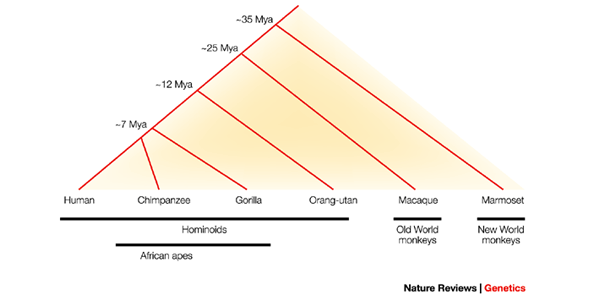 ~35 Mya
~25 Mya
~12 Mya
~7 Mya
Human Chimpanzee Gorilla Orang-utan Macaque Marmoset
Hominoids
Old World
monkeys
New World
monkeys
African apes
Nature Reviews | Genetics